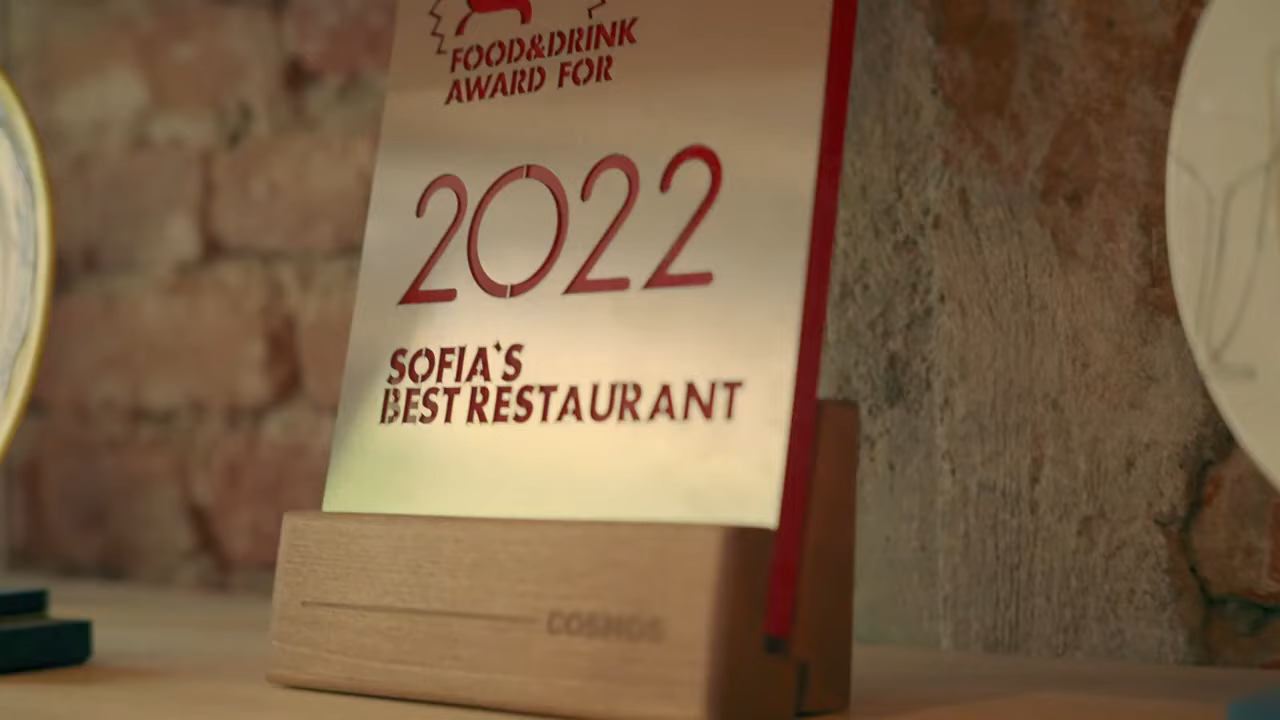 FOOD&DRINK
AWARD FOR
2022
SOFIA`S
BEST RESTAURANT
COSMOS